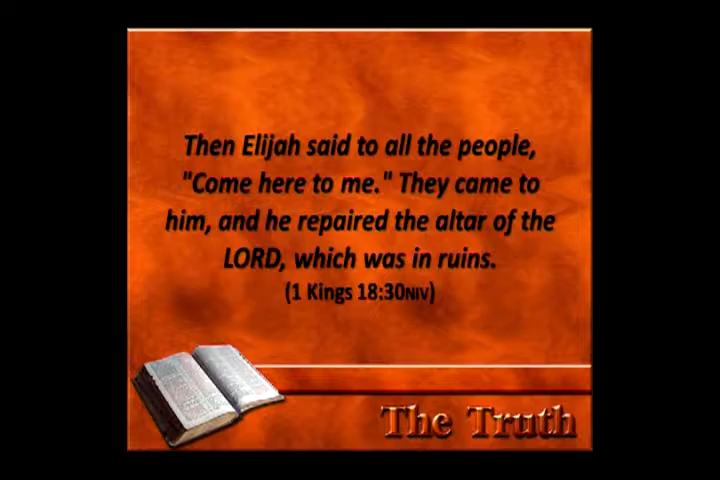 Then Elijah said to all the people,
"Come here to me." They came to
him, and he repaired the altar of the
LORD, which was in ruins.
(1 Kings 18:30NIV)
The Truth